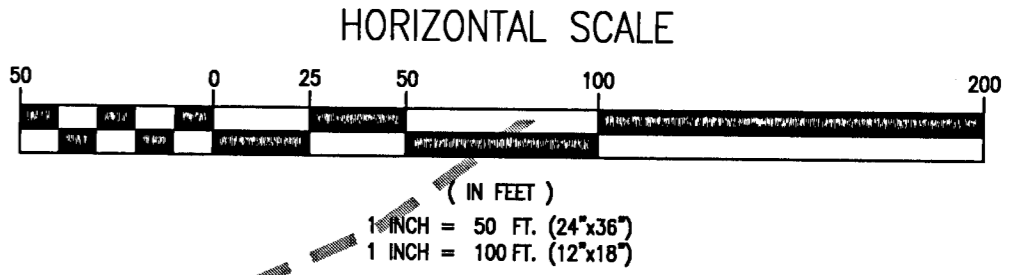 HORIZONTAL SCALE
50 0 25 50 100 200
( IN FEET )
1 INCH = 50 FT. (24"x36")
1 INCH = 100 FT. (12"x18")